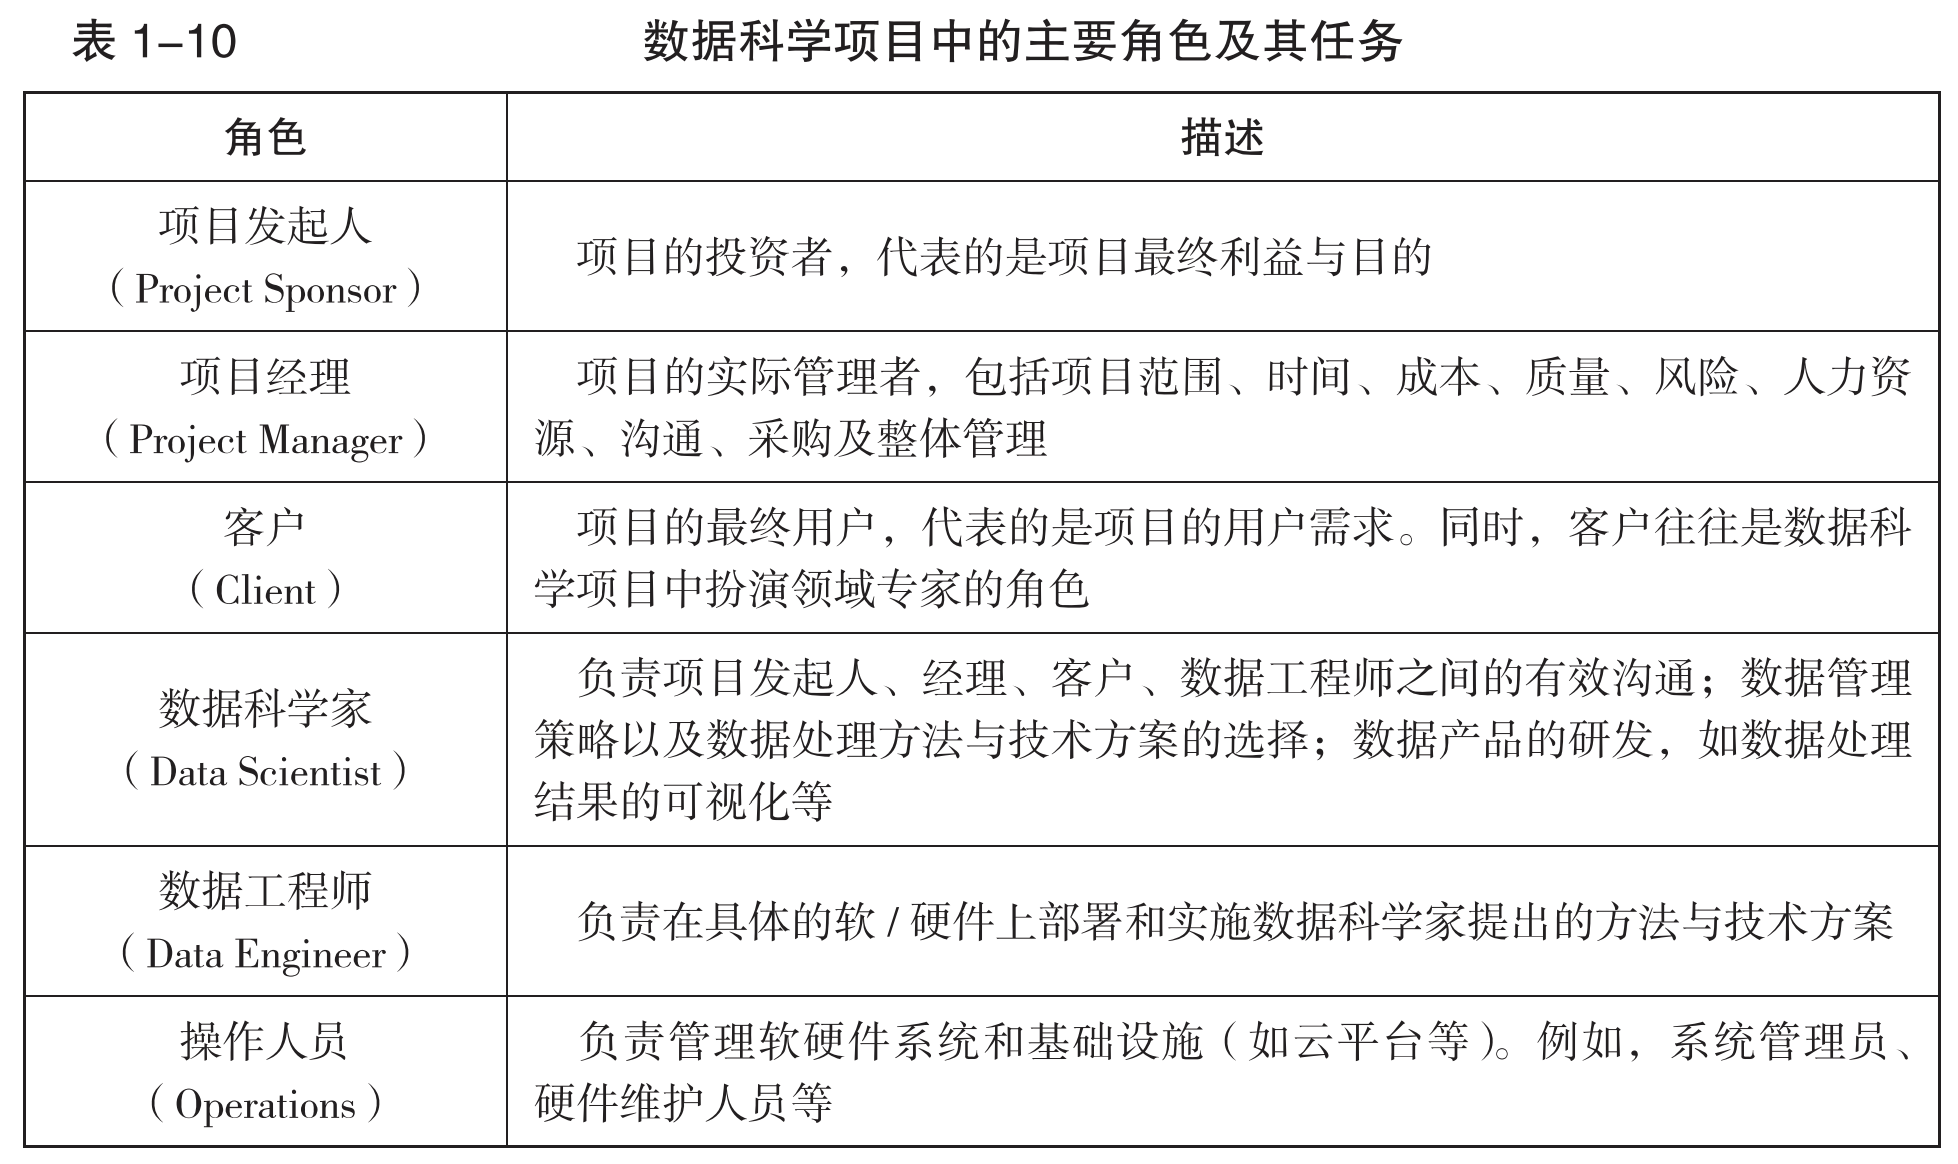 表 1–10 数据科学项目中的主要角色及其任务
角色 描述
项目发起人
（Project Sponsor）
项目的投资者，代表的是项目最终利益与目的
项目经理
（Project Manager）
项目的实际管理者，包括项目范围、时间、成本、质量、风险、人力资
源、沟通、采购及整体管理
客户
（Client）
项目的最终用户，代表的是项目的用户需求。同时，客户往往是数据科
学项目中扮演领域专家的角色
数据科学家
（Data Scientist）
负责项目发起人、经理、客户、数据工程师之间的有效沟通；数据管理
策略以及数据处理方法与技术方案的选择；数据产品的研发，如数据处理
结果的可视化等
数据工程师
（Data Engineer）
负责在具体的软 / 硬件上部署和实施数据科学家提出的方法与技术方案
操作人员
（Operations）
负责管理软硬件系统和基础设施（如云平台等）。例如，系统管理员、
硬件维护人员等